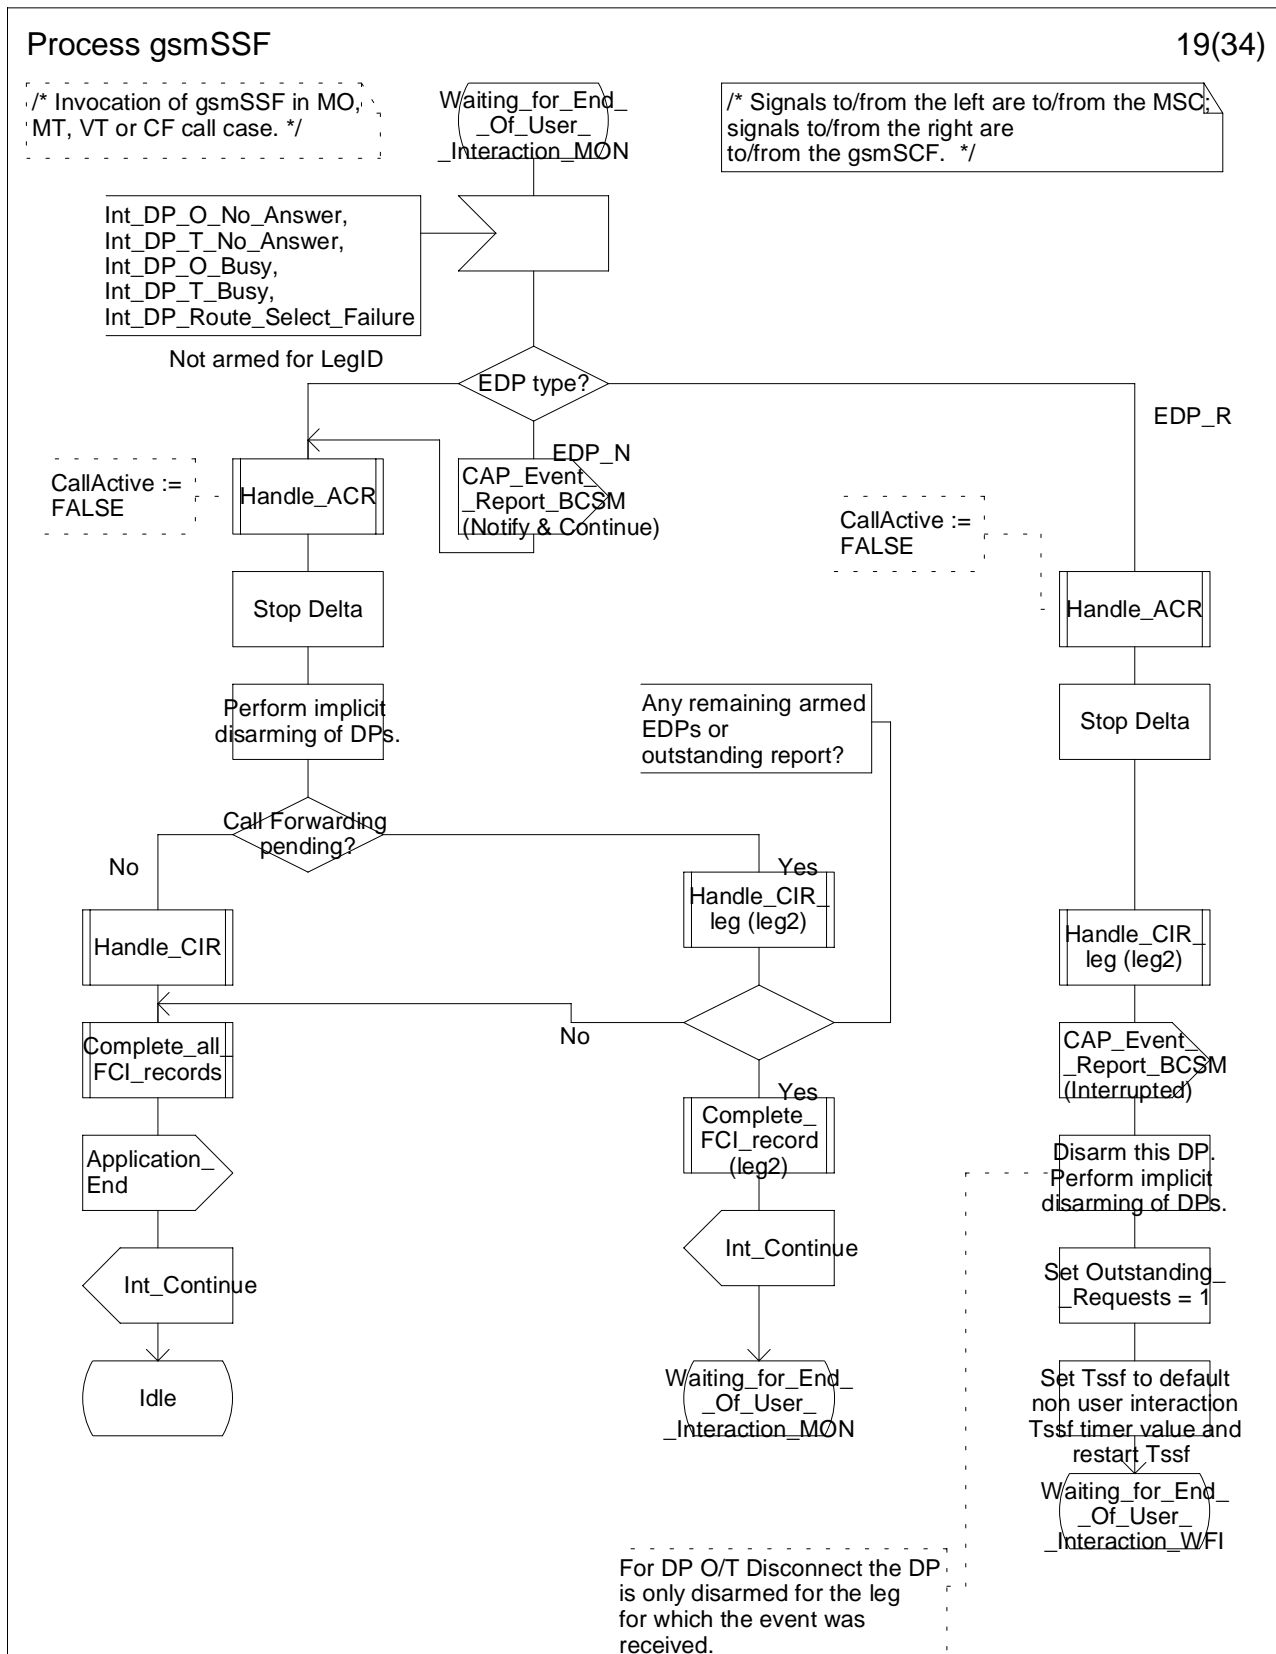 Process gsmSSF
19(34)
/* Invocation of gsmSSF in MO,
MT, VT or CF call case. */
Waiting_for_End_
_Of_User_
_Interaction_MON
/* Signals to/from the left are to/from the MSC;
signals to/from the right are
to/from the gsmSCF.  */
Int_DP_O_No_Answer,
Int_DP_T_No_Answer,
Int_DP_O_Busy,
Int_DP_T_Busy,
Int_DP_Route_Select_Failure
Not armed for LegID
EDP type?
EDP_R
EDP_N
CallActive :=
FALSE
Handle_ACR
CAP_Event_
_Report_BCSM
(Notify & Continue)
CallActive :=
FALSE
Handle_ACR
Stop Delta
Perform implicit
disarming of DPs.
Any remaining armed
EDPs or
outstanding report?
Stop Delta
Call Forwarding
pending?
No
Yes
Handle_CIR_
leg (leg2)
Handle_CIR
Handle_CIR_
leg (leg2)
No
Complete_all_
FCI_records
CAP_Event_
_Report_BCSM
(Interrupted)
Yes
Complete_
FCI_record
(leg2)
Application_
End
Disarm this DP.
Perform implicit
disarming of DPs.
Int_Continue
Int_Continue
Set Outstanding_
_Requests = 1
Idle
Waiting_for_End_
_Of_User_
_Interaction_MON
Set Tssf to default
non user interaction
Tssf timer value and
restart Tssf
Waiting_for_End_
_Of_User_
_Interaction_WFI
For DP O/T Disconnect the DP
is only disarmed for the leg
for which the event was
received.